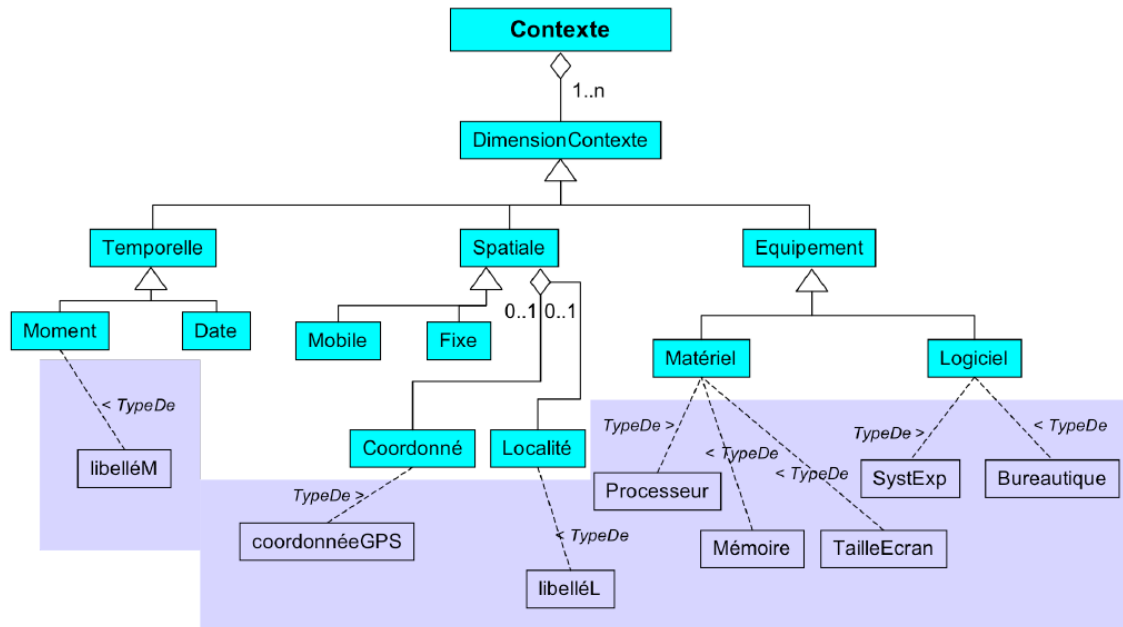 Contexte
1..n
DimensionContexte
Temporelle
Spatiale
Equipement
0..1 0..1
Moment
Date
Mobile
Fixe
Matériel
Logiciel
< TypeDe
TypeDe >
< TypeDe
< TypeDe
TypeDe >
< TypeDe
Coordonné
Localité
libelléM
TypeDe >
Processeur
SystExp
Bureautique
coordonnéeGPS
< TypeDe
Mémoire
TailleEcran
libelléL